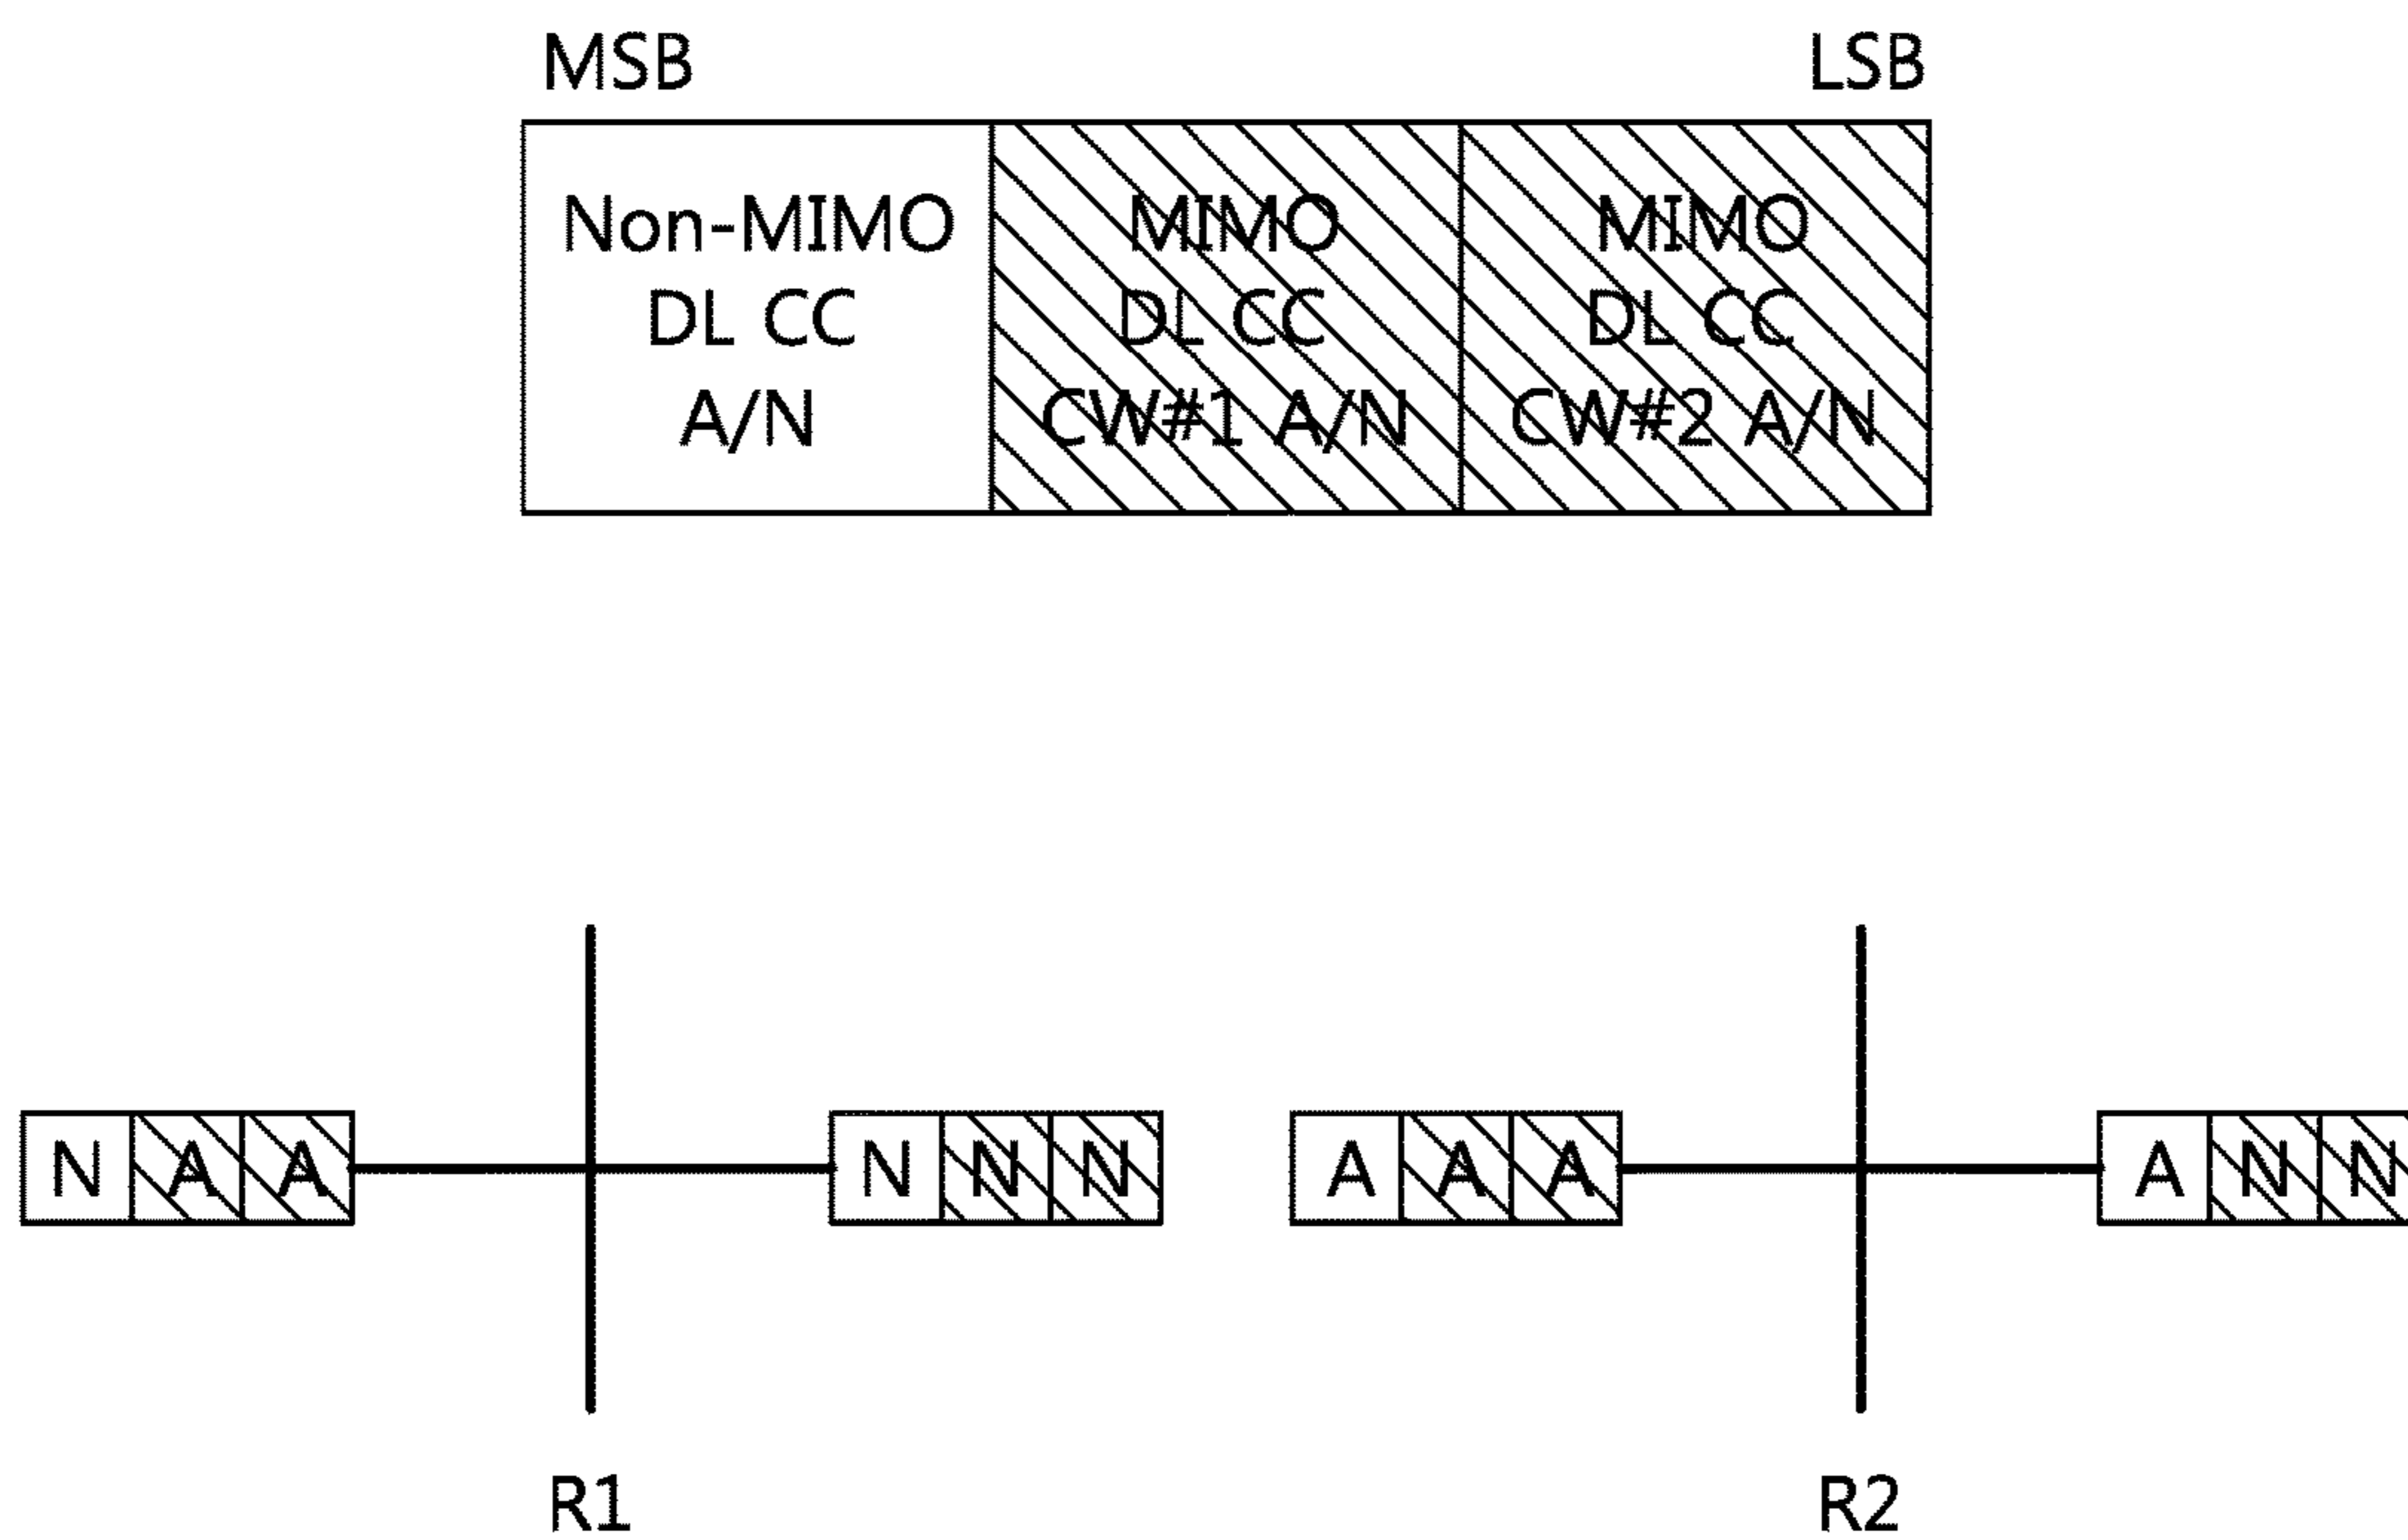 MSB LSB
Non-MIMO MIMO MIMO
DL CC DL CC DL CC
A/N CW#1 A/N CW#2 A/N
N A A N N N A A A A N N
R1 R2